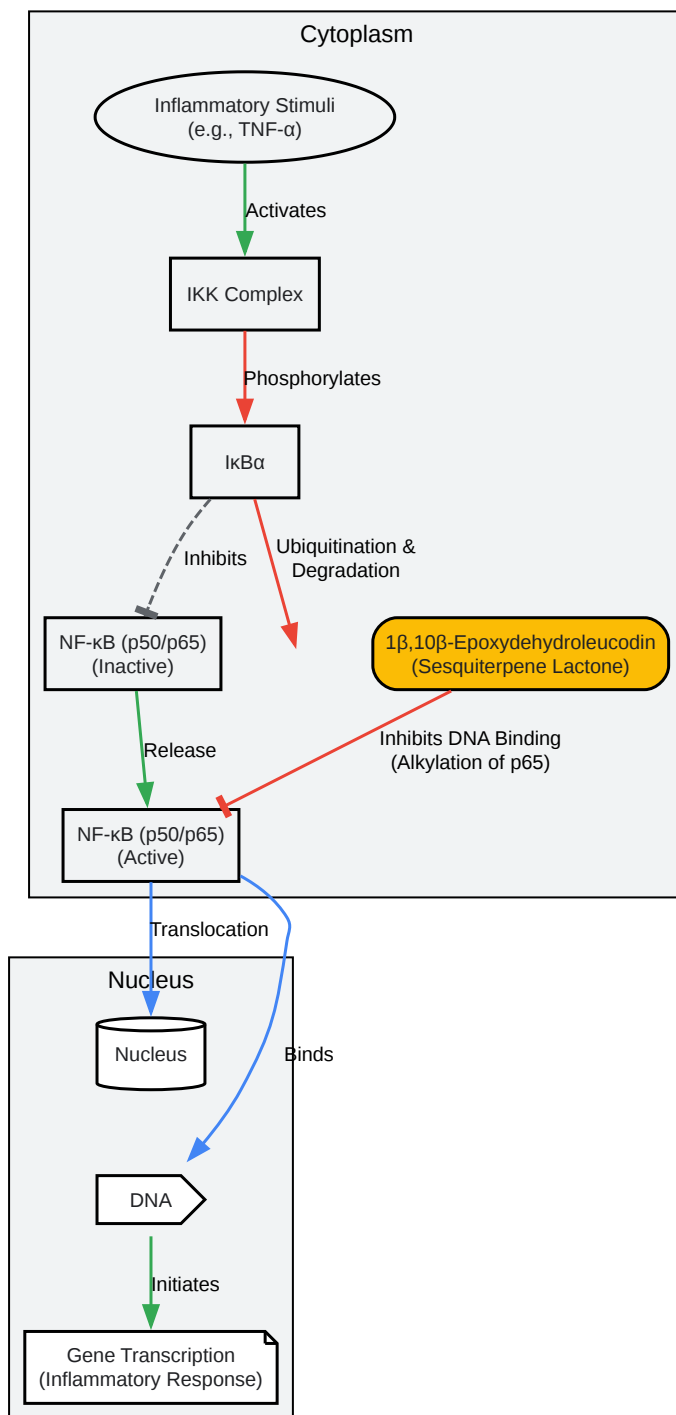 Cytoplasm
Inflammatory Stimuli
(e.g., TNF-α)
Activates
IKK Complex
Phosphorylates
IκBα
Inhibits
Ubiquitination &
Degradation
NF-κB (p50/p65)
(Inactive)
1β,10β-Epoxydehydroleucodin
(Sesquiterpene Lactone)
Release
Inhibits DNA Binding
(Alkylation of p65)
NF-κB (p50/p65)
(Active)
Translocation
Nucleus
Nucleus
Binds
DNA
Initiates
Gene Transcription
(Inflammatory Response)